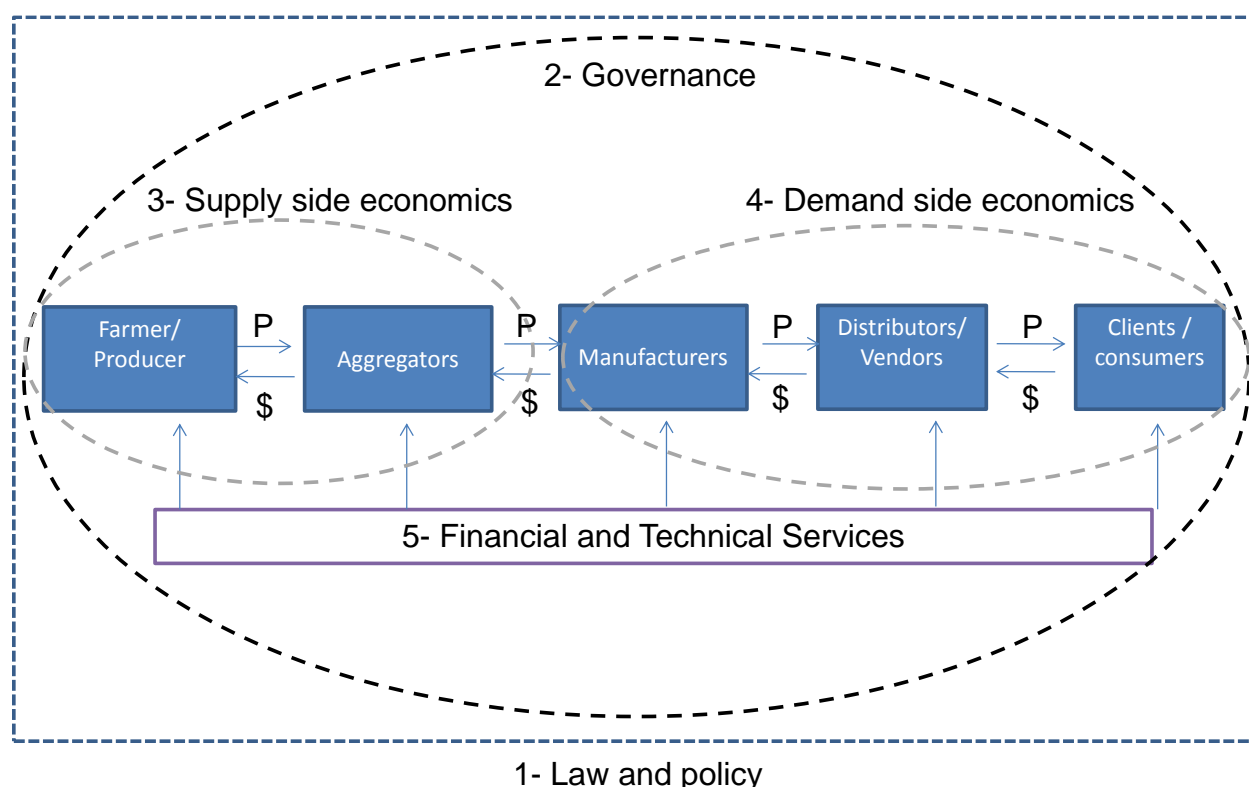 2- Governance
3- Supply side economics
4- Demand side economics
Farmer/
Producer
P
$
Aggregators
P
$
Manufacturers
P
$
Distributors/
Vendors
P
$
Clients /
consumers
5- Financial and Technical Services
1- Law and policy